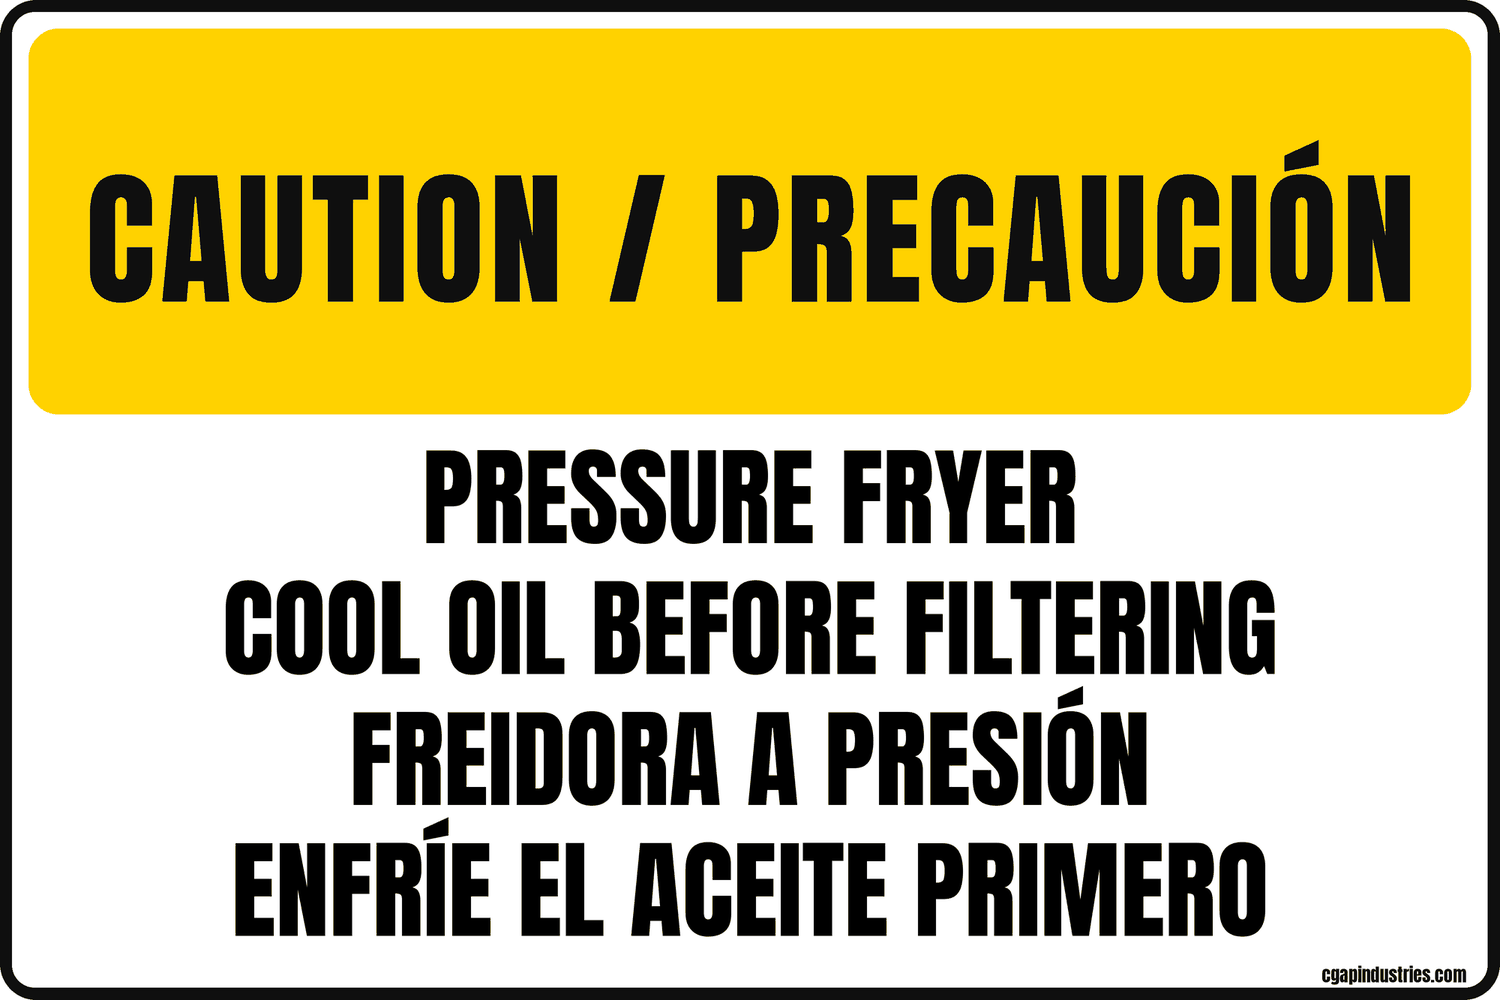 CAUTION / PRECAUCIÓN
PRESSURE FRYER
COOL OIL BEFORE FILTERING
FREIDORA A PRESIÓN
ENFRÍE EL ACEITE PRIMERO
cgapindustries.com